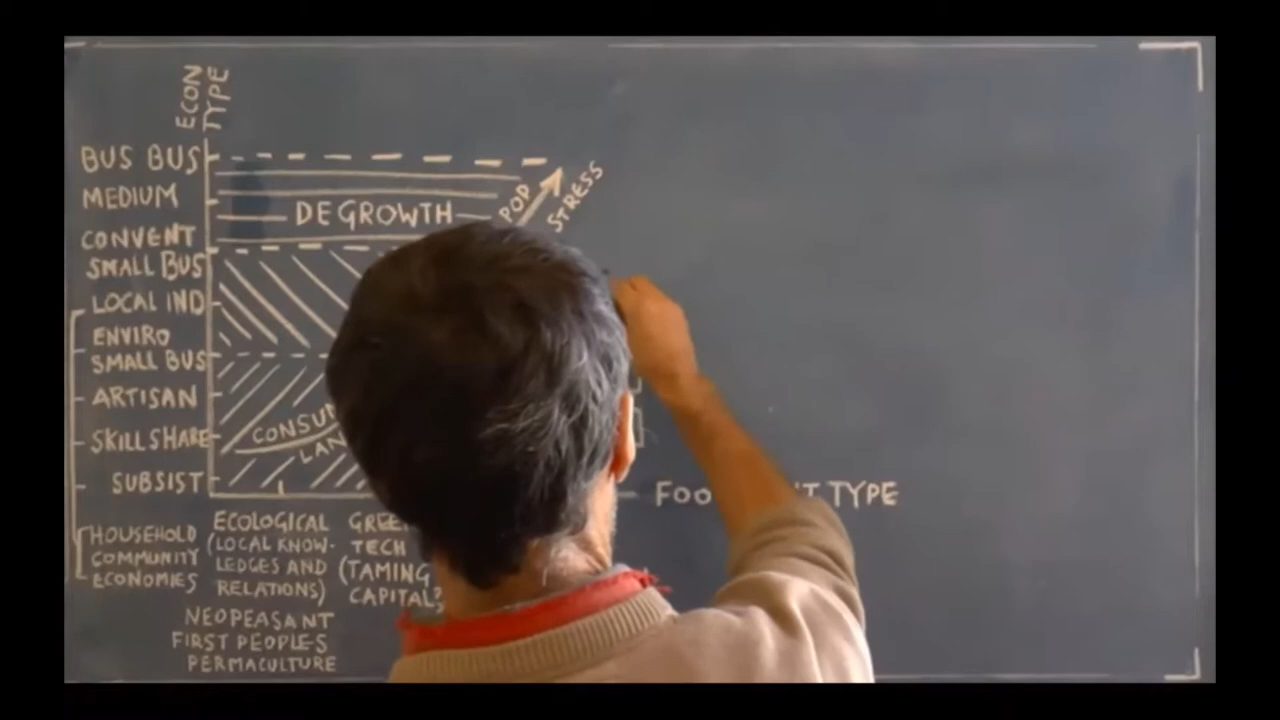 ECON
TYPE
BUS BUS
MEDIUM
CONVENT
SMALL BUS
LOCAL IND
ENVIRO
SMALL BUS
ARTISAN
SKILLSHARE
SUBSIST
DEGROWTH
POP
STRESS
HOUSEHOLD
COMMUNITY
ECONOMIES
ECOLOGICAL
(LOCAL KNOW-
LEDGES AND
RELATIONS)
TECH
(TAMING
CAPITAL?
NEOPEASANT
FIRST PEOPLES
PERMACULTURE
TYPE